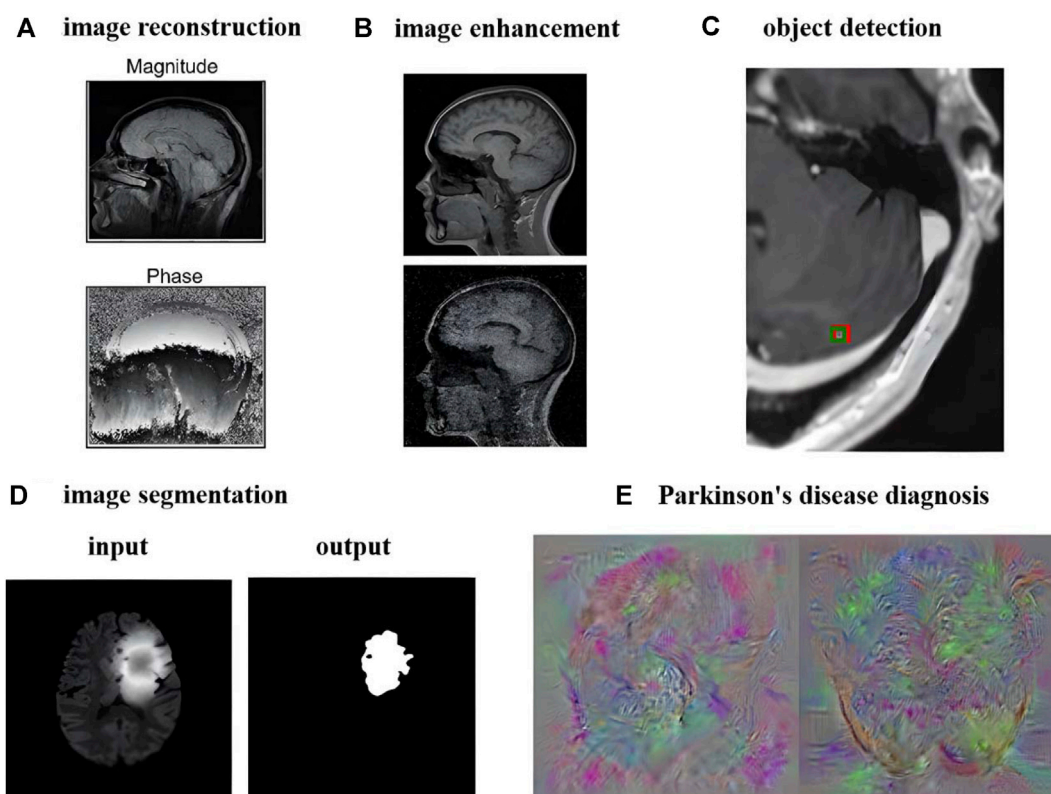 A image reconstruction
Magnitude
Phase
B image enhancement
C object detection
D image segmentation
input
output
E Parkinson's disease diagnosis